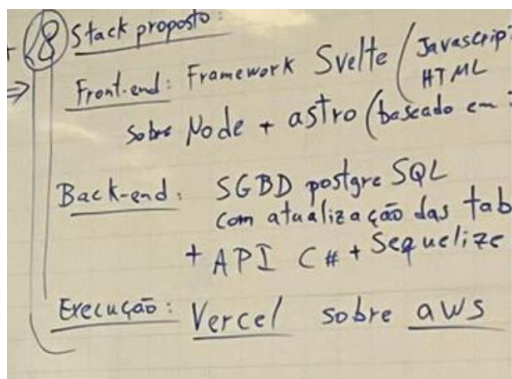 8 Stack proposto:
Front-end: Framework Svelte (Javascript
HTML
sobre Node + astro (baseado em
Back-end: SGBD postgre SQL
com atualização das tab
+ API C# + Sequelize
Execução: Vercel sobre aws